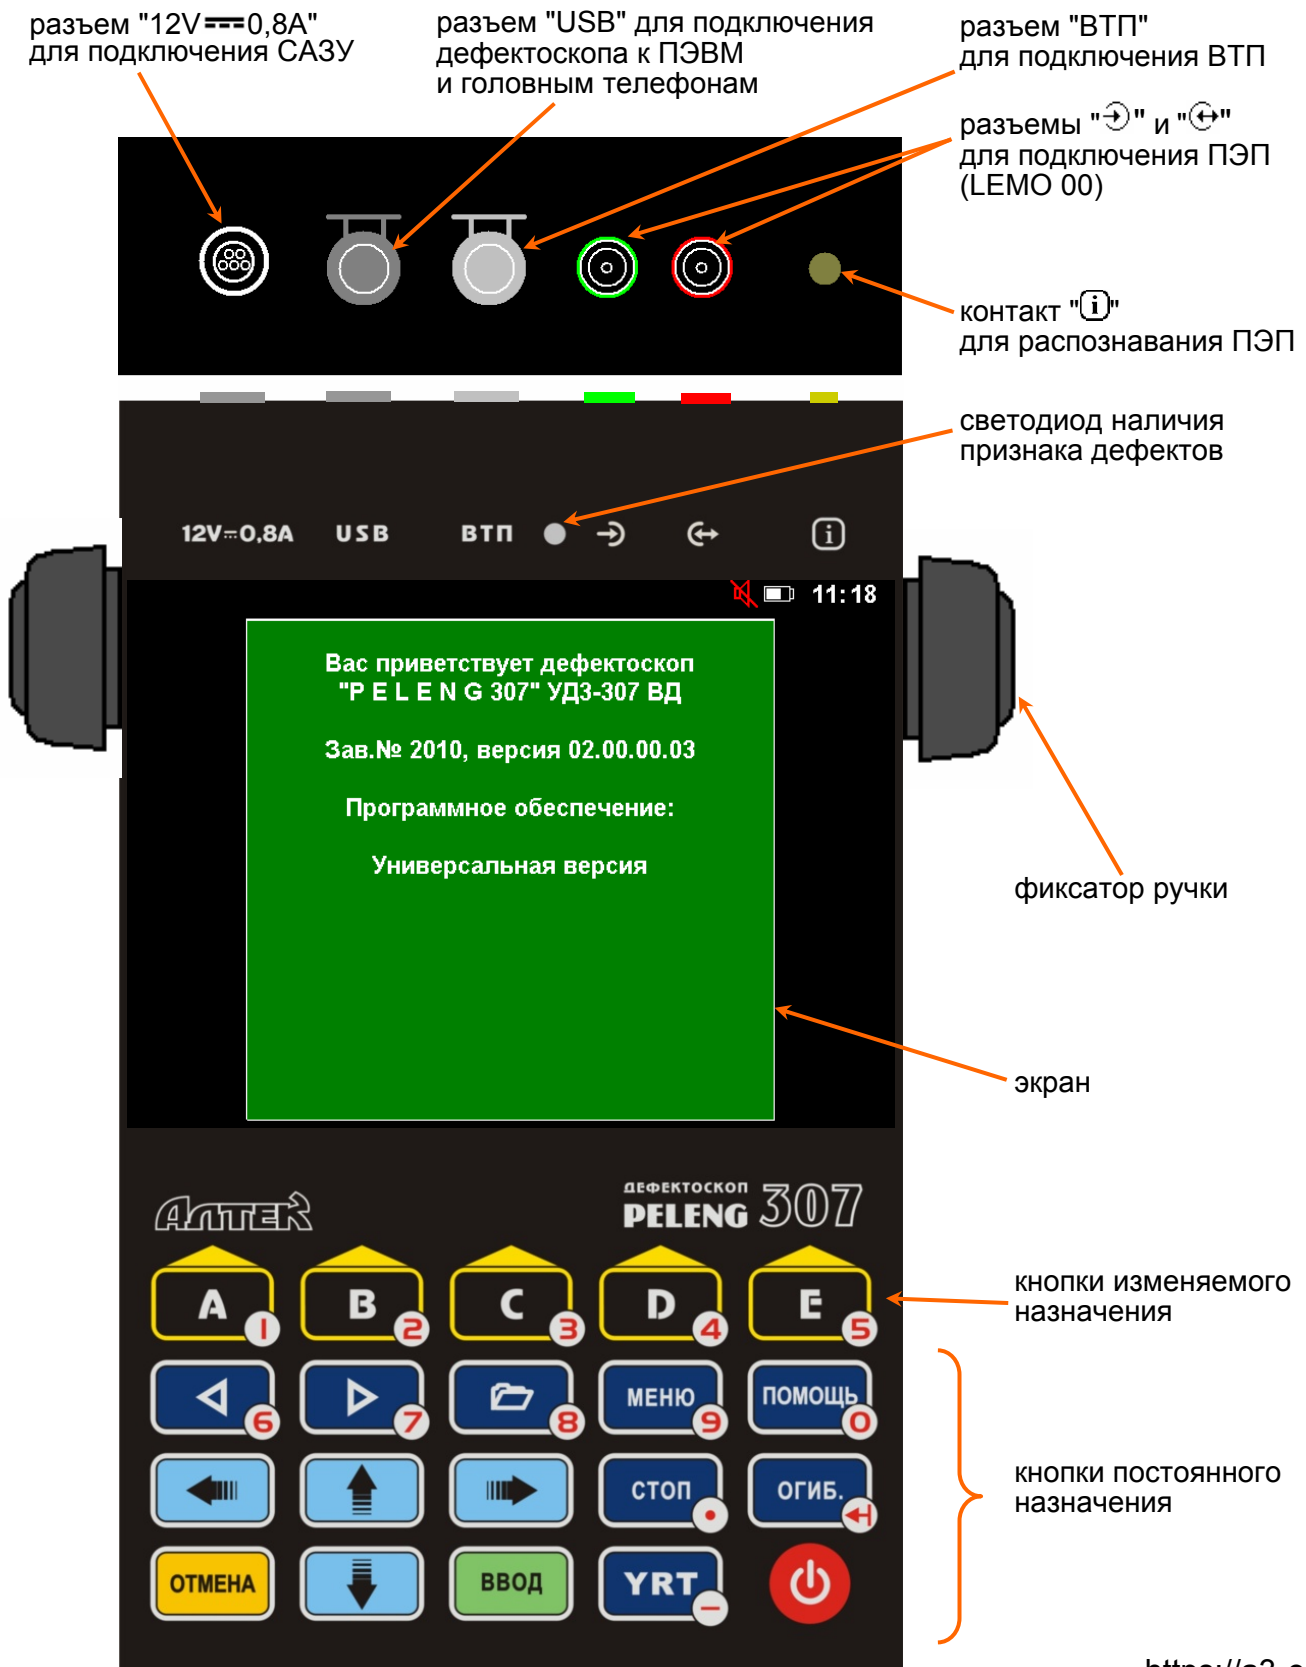 разъем "12V 0,8А"
для подключения САЗУ
разъем "USB" для подключения
дефектоскопа к ПЭВМ
и головным телефонам
разъем "ВТП"
для подключения ВТП
разъемы " " и " "
для подключения ПЭП
(LEMO 00)
контакт "i"
для распознавания ПЭП
светодиод наличия
признака дефектов
12V 0,8A USB ВТП i
11:18
Вас приветствует дефектоскоп
"P E L E N G 307" УД3-307 ВД
Зав.№ 2010, версия 02.00.00.03
Программное обеспечение:
Универсальная версия
фиксатор ручки
экран
АЛТЕК
ДЕФЕКТОСКОП
PELENG 307
A 1 B 2 C 3 D 4 E 5
кнопки изменяемого
назначения
6 7 8 МЕНЮ 9 ПОМОЩЬ 0
СТОП ОГИБ.
кнопки постоянного
назначения
ОТМЕНА ВВОД YRT −